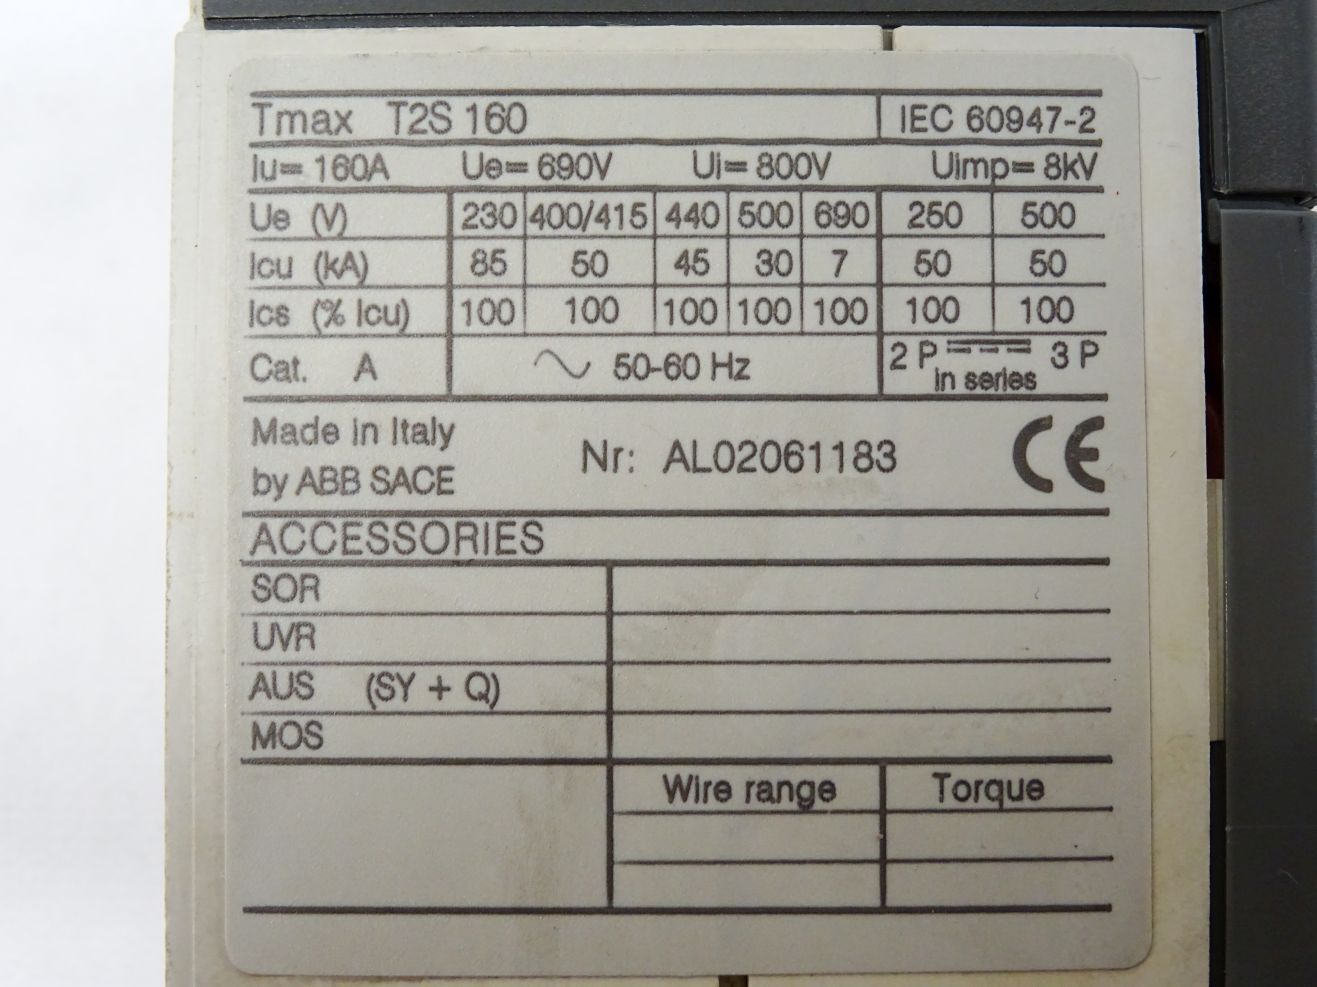 Tmax T2S 160 IEC 60947-2
Iu= 160A Ue= 690V Ui= 800V Uimp= 8kV
Ue (V) 230 400/415 440 500 690 250 500
Icu (kA) 85 50 45 30 7 50 50
Ics (% Icu) 100 100 100 100 100 100 100
Cat. A 50-60 Hz 2 P 3 P
in series
Made in Italy
by ABB SACE
Nr: AL02061183
CE
ACCESSORIES
SOR
UVR
AUS (SY + Q)
MOS
Wire range Torque